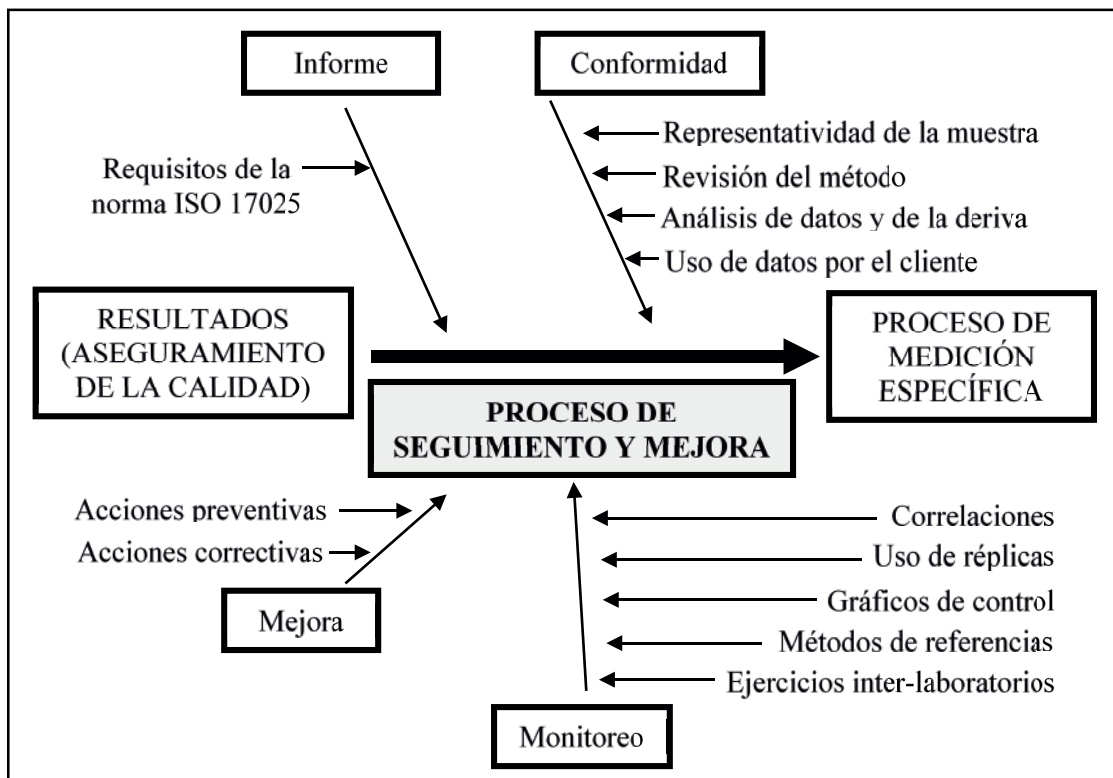 Informe
Conformidad
Requisitos de la
norma ISO 17025
Representatividad de la muestra
Revisión del método
Análisis de datos y de la deriva
Uso de datos por el cliente
RESULTADOS
(ASEGURAMIENTO
DE LA CALIDAD)
PROCESO DE
MEDICIÓN
ESPECÍFICA
PROCESO DE
SEGUIMIENTO Y MEJORA
Acciones preventivas
Acciones correctivas
Mejora
Correlaciones
Uso de réplicas
Gráficos de control
Métodos de referencias
Ejercicios inter-laboratorios
Monitoreo